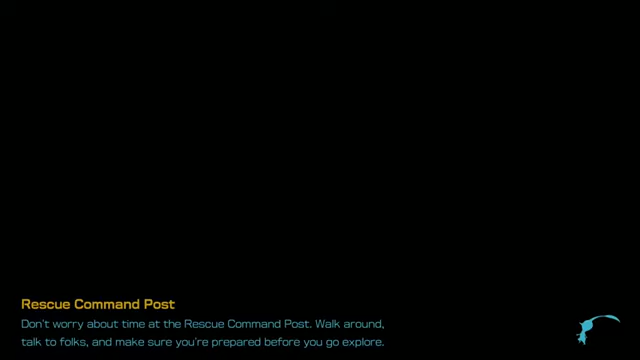 Rescue Command Post
Don't worry about time at the Rescue Command Post. Walk around,
talk to folks, and make sure you're prepared before you go explore.